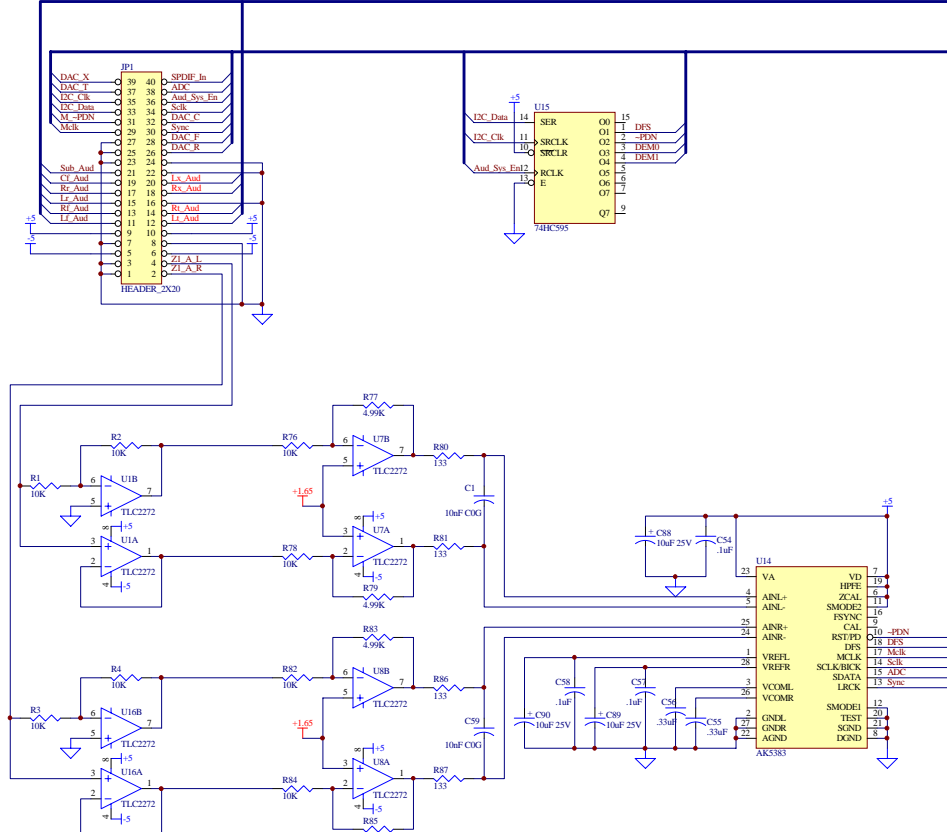 JP1
DAC_X 39 40 SPDIF_In
DAC_T 37 38 ADC
I2C_Clk 35 36 Aud_Sys_En
I2C_Data 33 34 Sclk
M_~PDN 31 32 DAC_C
Mclk 29 30 Sync
27 28 DAC_F
25 26 DAC_R
23 24
Sub_Aud 21 22
Cf_Aud 19 20 Lx_Aud
Rr_Aud 17 18 Rx_Aud
Lr_Aud 15 16
Rf_Aud 13 14 Rt_Aud
Lf_Aud 11 12 Lt_Aud
+5 9 10 +5
-5 7 8 -5
5 6
3 4 Z1_A_L
1 2 Z1_A_R
HEADER_2X20
+5
U15
I2C_Data 14 SER O0 15
O1 1 DFS
I2C_Clk 11 SRCLK O2 2 ~PDN
10 SRCLR O3 3 DEM0
O4 4 DEM1
Aud_Sys_En 12 RCLK O5 5
13 E O6 6
O7 7
Q7 9
74HC595
R77
4.99K
R2
10K
R76
10K
6 U7B
7
5
TLC2272
R80
133
R1
10K
6 U1B
7
5
TLC2272
+1.65
C1
10nF C0G
8 +5
3 U1A
1
2
TLC2272
4 -5
R78
10K
8 +5
3 U7A
1
2
TLC2272
4 -5
R81
133
R79
4.99K
+5
C88
10uF 25V
C54
.1uF
U14
23 VA VD 7
HPFE 19
4 AINL+ ZCAL 6
5 AINL- SMODE2 11
FSYNC 16
25 AINR+ CAL 9
24 AINR- RST/PD 10 ~PDN
DFS 18 DFS
1 VREFL MCLK 17 Mclk
28 VREFR SCLK/BICK 14 Sclk
SDATA 15 ADC
3 VCOML LRCK 13 Sync
26 VCOMR
SMODE1 12
2 GNDL TEST 20
27 GNDR SGND 21
22 AGND DGND 8
AK5383
R83
4.99K
R4
10K
R82
10K
6 U8B
7
5
TLC2272
R86
133
C58
.1uF
C57
.1uF
C56
.33uF
C55
.33uF
C90
10uF 25V
C89
10uF 25V
R3
10K
6 U16B
7
5
TLC2272
+1.65
C59
10nF C0G
8 +5
3 U16A
1
2
TLC2272
4 -5
R84
10K
8 +5
3 U8A
1
2
TLC2272
4 -5
R87
133
R85